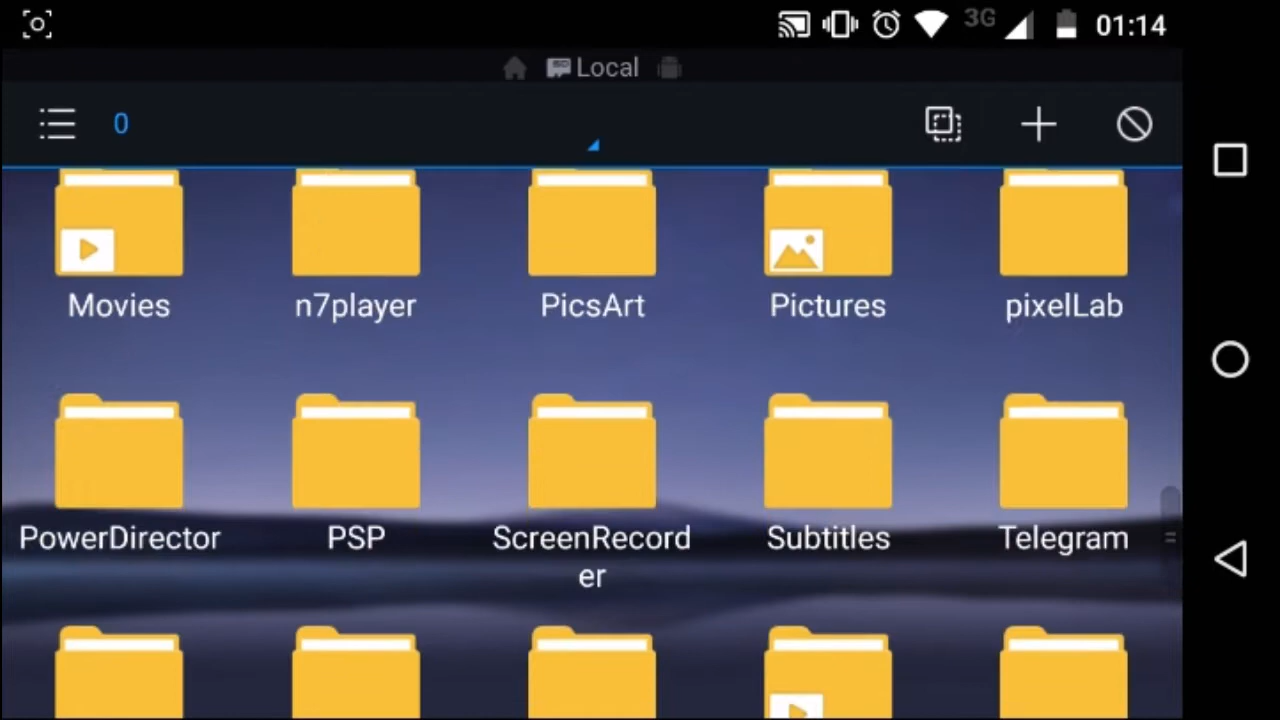 3G 01:14
Local
0
Movies n7player PicsArt Pictures pixelLab
PowerDirector PSP ScreenRecord Subtitles Telegram
er